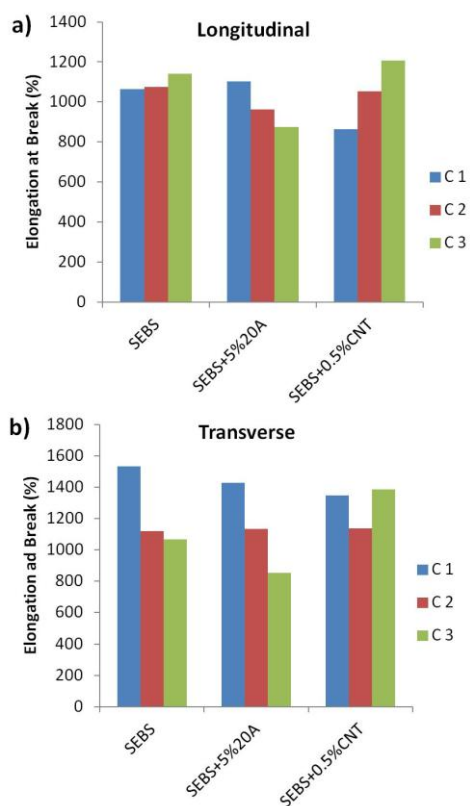 a)
Longitudinal
Elongation at Break (%)
1400
1200
1000
800
600
400
200
0
SEBS
SEBS+5%20A
SEBS+0.5%CNT
C 1
C 2
C 3
b)
Transverse
Elongation ad Break (%)
1800
1600
1400
1200
1000
800
600
400
200
0
SEBS
SEBS+5%20A
SEBS+0.5%CNT
C 1
C 2
C 3